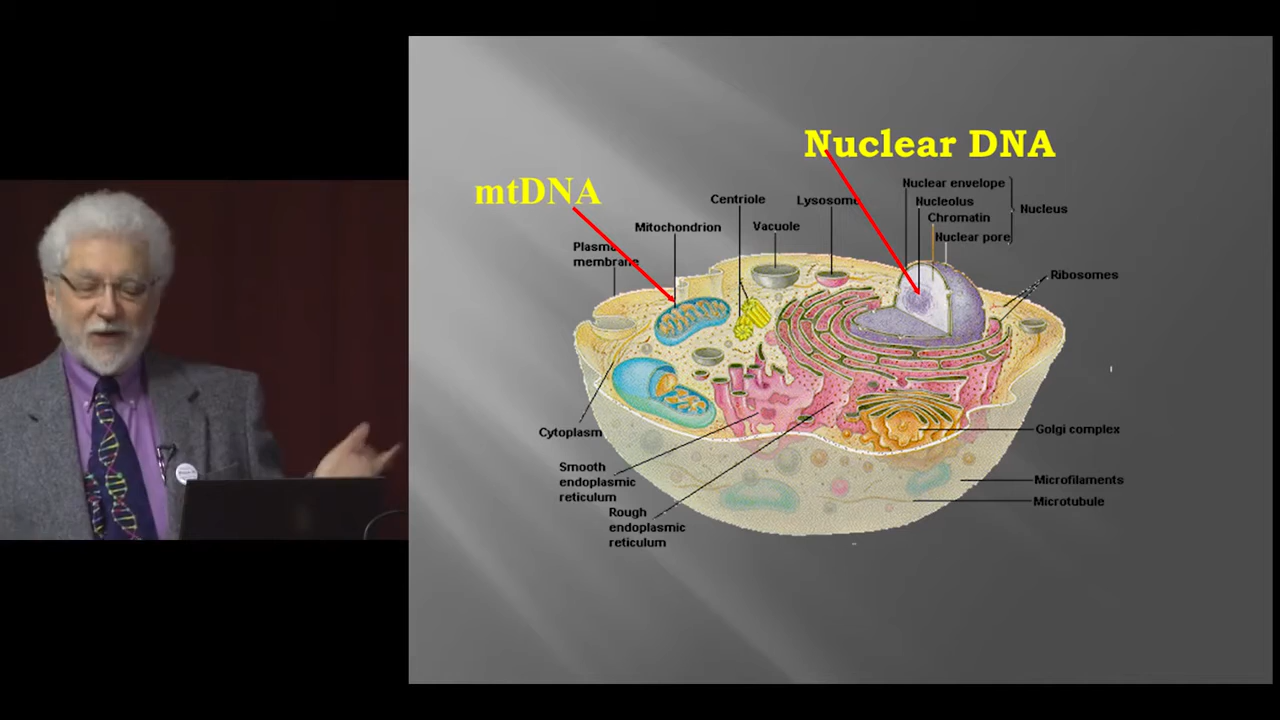 Nuclear DNA
mtDNA
Nuclear envelope
Nucleolus
Chromatin
Nuclear pore
Nucleus
Centriole
Lysosome
Mitochondrion
Vacuole
Plasma
membrane
Ribosomes
Cytoplasm
Golgi complex
Smooth
endoplasmic
reticulum
Microfilaments
Microtubule
Rough
endoplasmic
reticulum